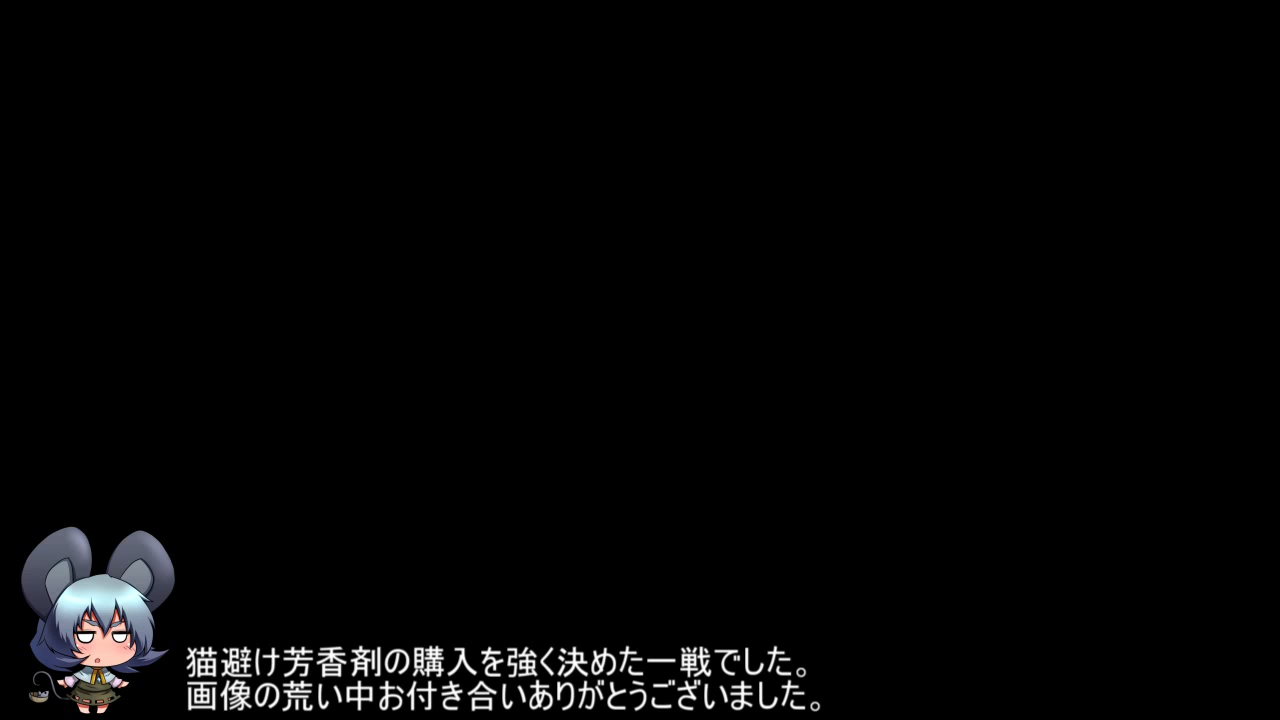 猫避け芳香剤の購入を強く決めた一戦でした。
画像の荒い中お付き合いありがとうございました。